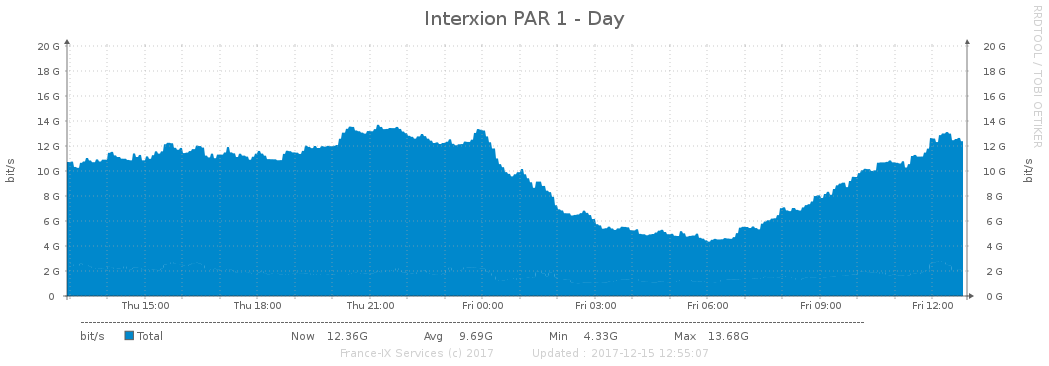 Interxion PAR 1 - Day
RRDTOOL / TOBI OETIKER
bit/s
20 G 20 G
18 G 18 G
16 G 16 G
14 G 14 G
12 G 12 G
10 G 10 G
8 G 8 G
6 G 6 G
4 G 4 G
2 G 2 G
0 0 G
bit/s
Thu 15:00 Thu 18:00 Thu 21:00 Fri 00:00 Fri 03:00 Fri 06:00 Fri 09:00 Fri 12:00
bit/s Total Now 12.36G Avg 9.69G Min 4.33G Max 13.68G
France-IX Services (c) 2017 Updated : 2017-12-15 12:55:07